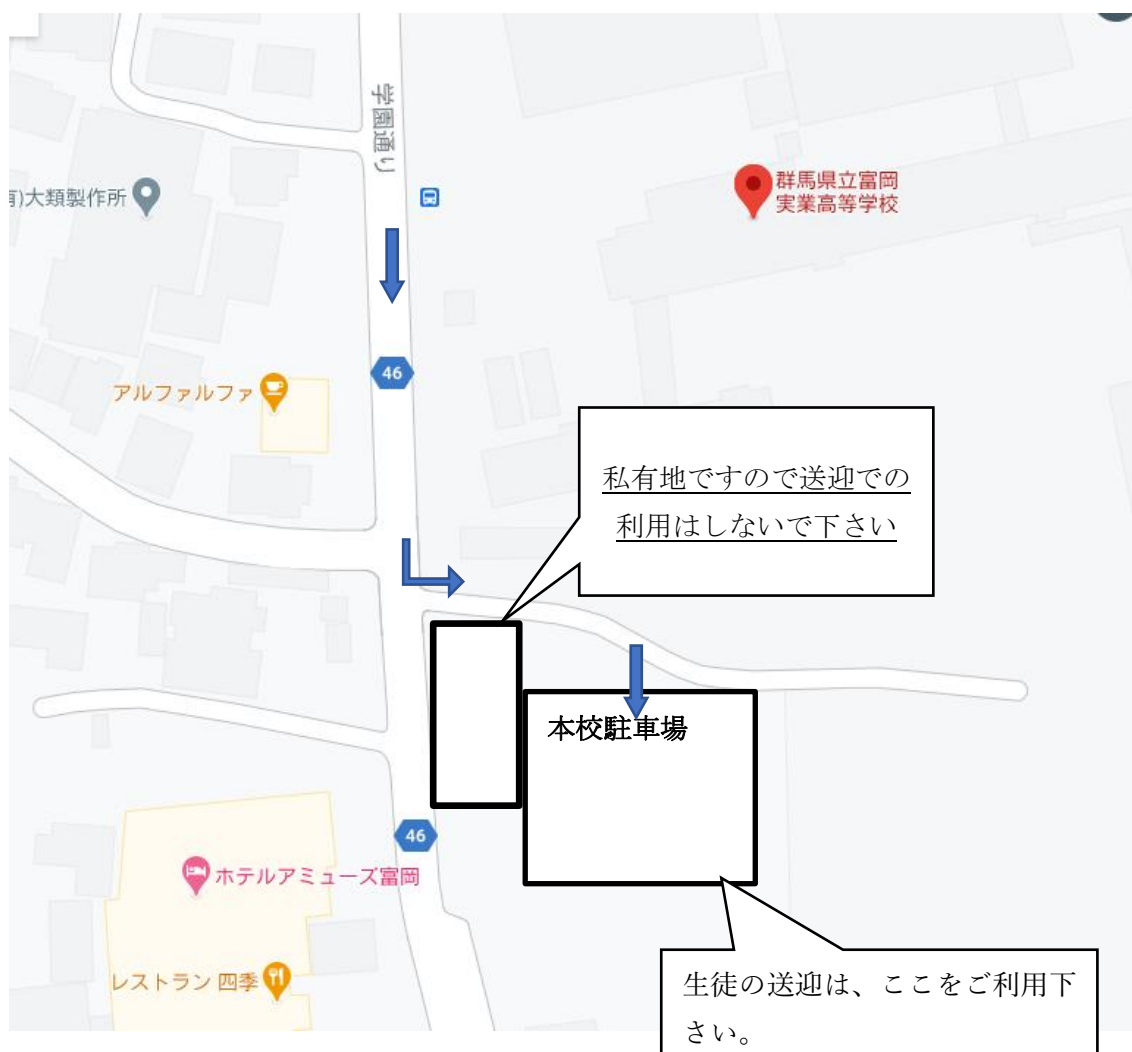 学園通り
有)大類製作所
群馬県立富岡
実業高等学校
46
アルファルファ
私有地ですので送迎での
利用はしないで下さい
本校駐車場
46
ホテルアミューズ富岡
レストラン 四季
生徒の送迎は、ここをご利用下
さい。